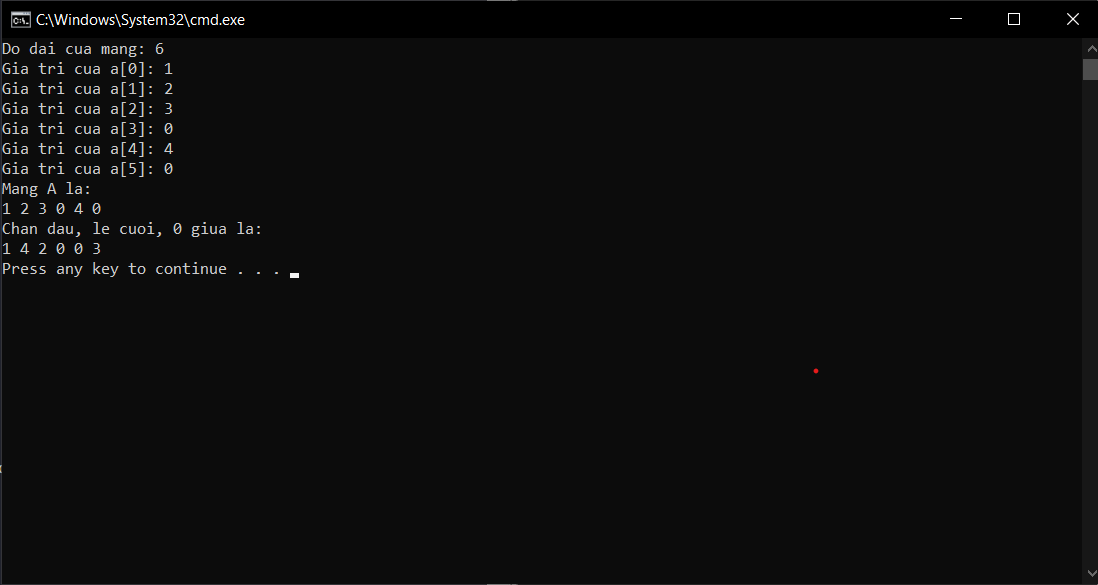 C:\Windows\System32\cmd.exe
Do dai cua mang: 6
Gia tri cua a[0]: 1
Gia tri cua a[1]: 2
Gia tri cua a[2]: 3
Gia tri cua a[3]: 0
Gia tri cua a[4]: 4
Gia tri cua a[5]: 0
Mang A la:
1 2 3 0 4 0
Chan dau, le cuoi, 0 giua la:
1 4 2 0 0 3
Press any key to continue . . .